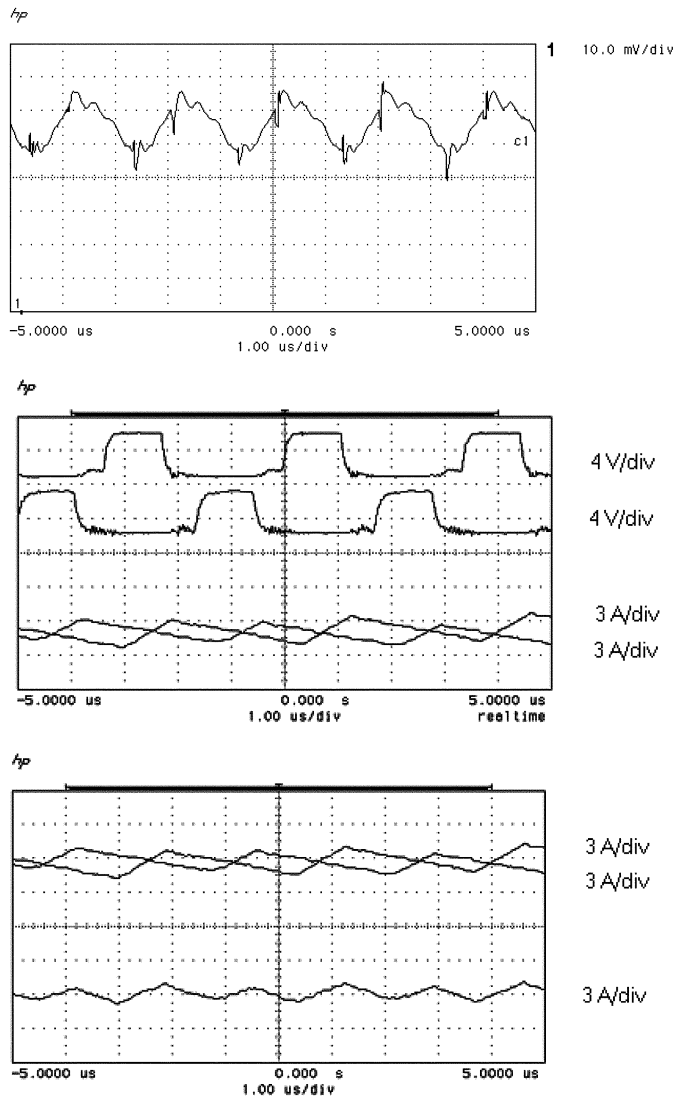 hp
1 10.0 mV/div
c1
1
-5.0000 us 0.000 s 5.0000 us
1.00 us/div
hp
4 V/div
4 V/div
3 A/div
3 A/div
-5.0000 us 0.000 s 5.0000 us
1.00 us/div realtime
hp
3 A/div
3 A/div
3 A/div
-5.0000 us 0.000 s 5.0000 us
1.00 us/div